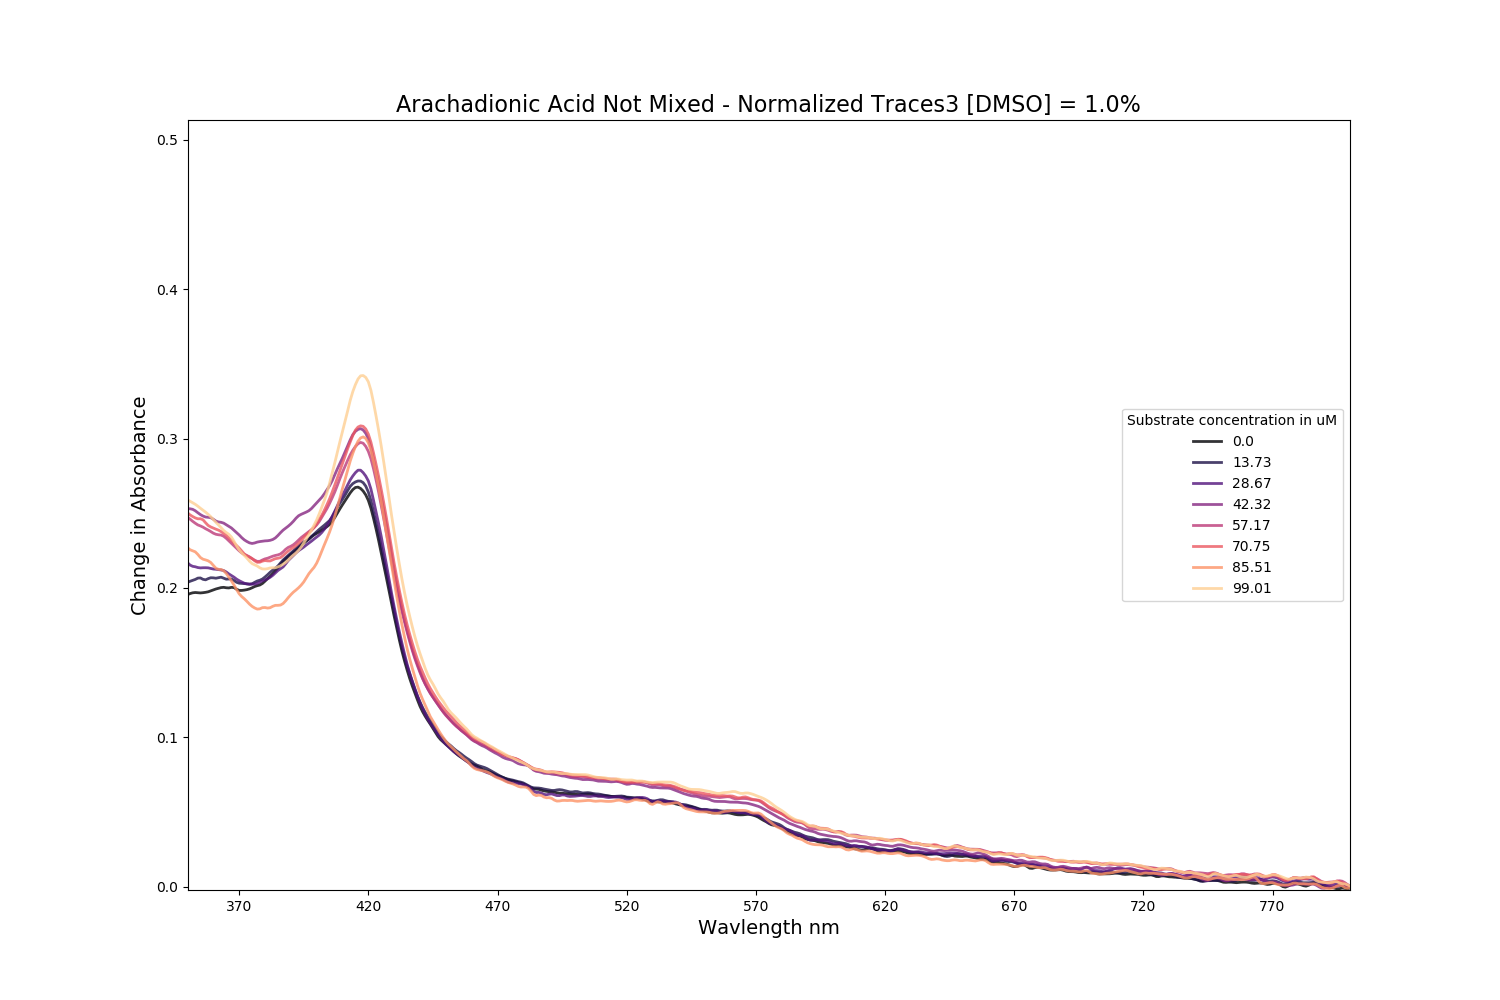 Arachadionic Acid Not Mixed - Normalized Traces3 [DMSO] = 1.0%
Change in Absorbance
0.5
0.4
0.3
0.2
0.1
0.0
Substrate concentration in uM
0.0
13.73
28.67
42.32
57.17
70.75
85.51
99.01
370 420 470 520 570 620 670 720 770
Wavlength nm